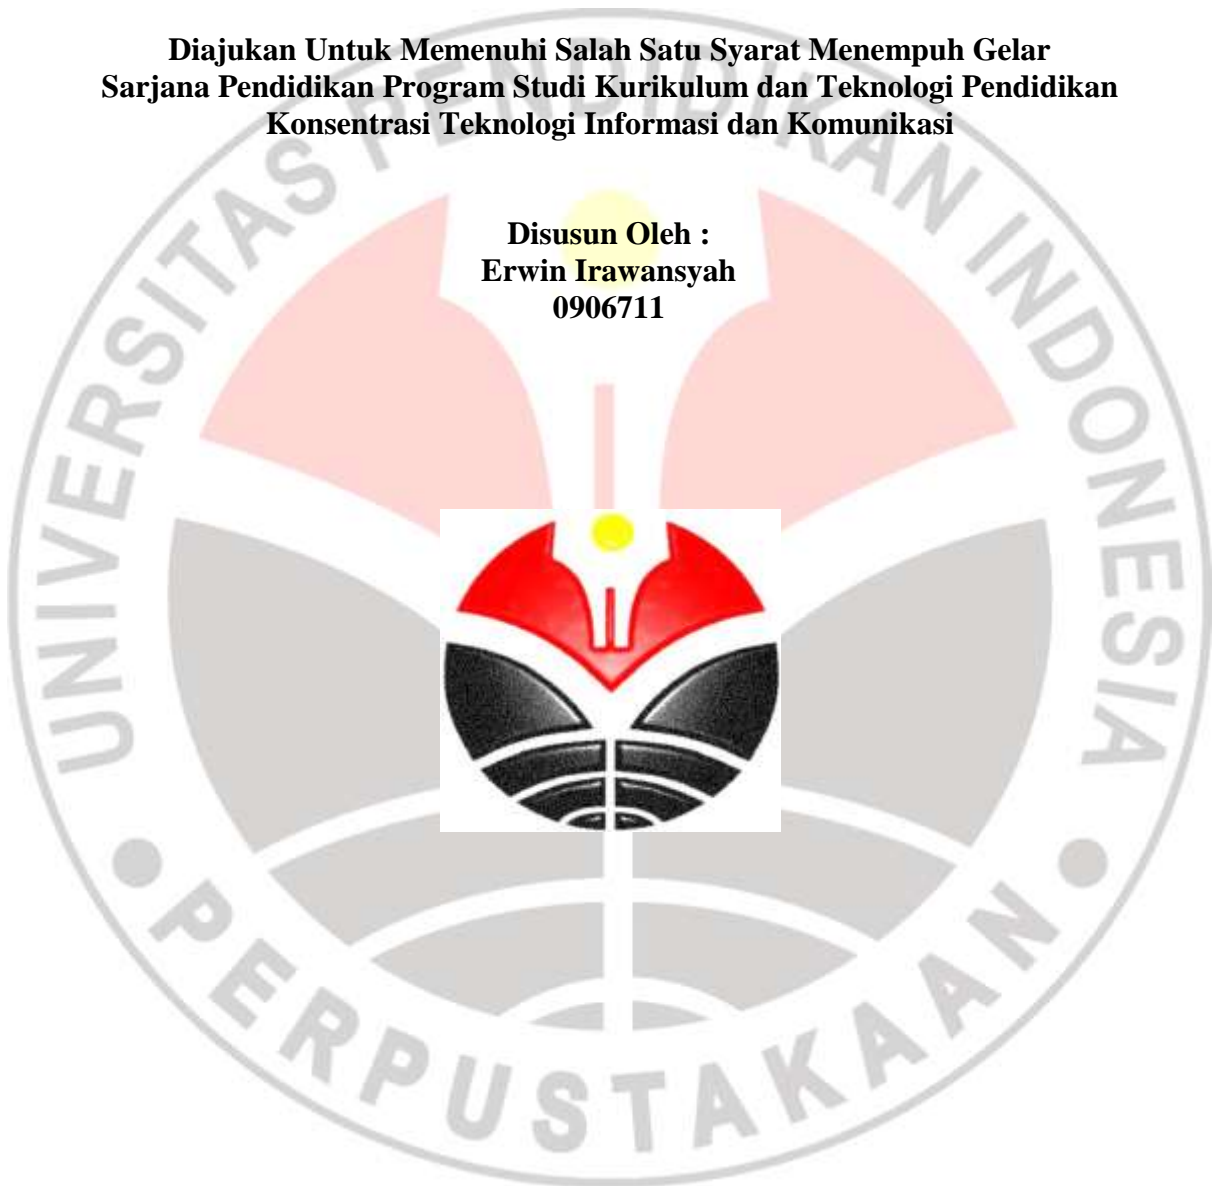 Diajukan Untuk Memenuhi Salah Satu Syarat Menempuh Gelar
Sarjana Pendidikan Program Studi Kurikulum dan Teknologi Pendidikan
Konsentrasi Teknologi Informasi dan Komunikasi
Disusun Oleh :
Erwin Irawansyah
0906711
UNIVERSITAS PENDIDIKAN INDONESIA
PERPUSTAKAAN